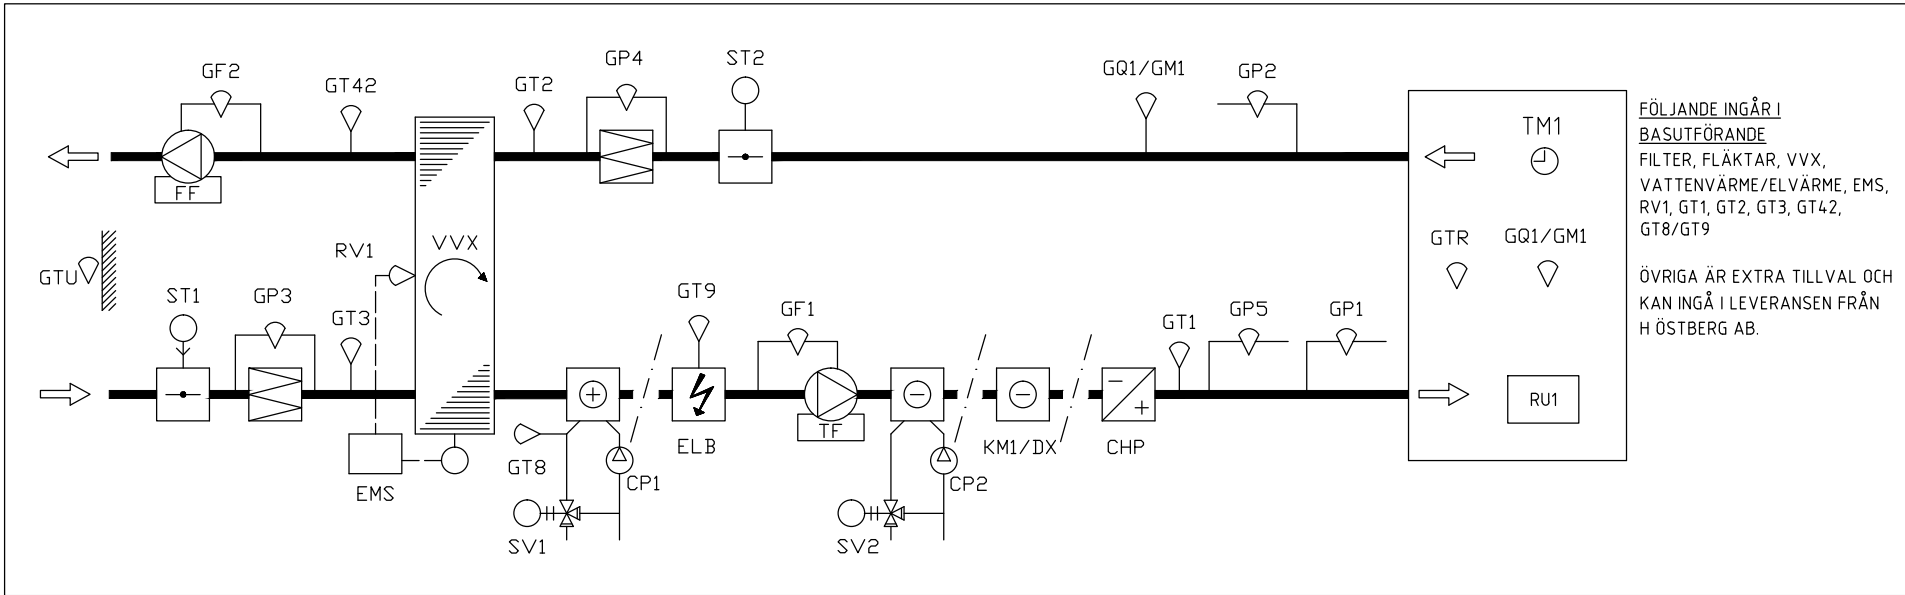 GF2
GT42
GT2
GP4
ST2
GQ1/GM1
GP2
FF
GTU
RV1
VVX
TM1
GTR
GQ1/GM1
RU1
ST1
GP3
GT3
GT9
GF1
GT1
GP5
GP1
EMS
GT8
CP1
SV1
ELB
TF
CP2
SV2
KM1/DX
CHP
FÖLJANDE INGÅR I
BASUTFÖRANDE
FILTER, FLÄKTAR, VVX,
VATTENVÄRME/ELVÄRME, EMS,
RV1, GT1, GT2, GT3, GT42,
GT8/GT9
ÖVRIGA ÄR EXTRA TILLVAL OCH
KAN INGÅ I LEVERANSEN FRÅN
H ÖSTBERG AB.